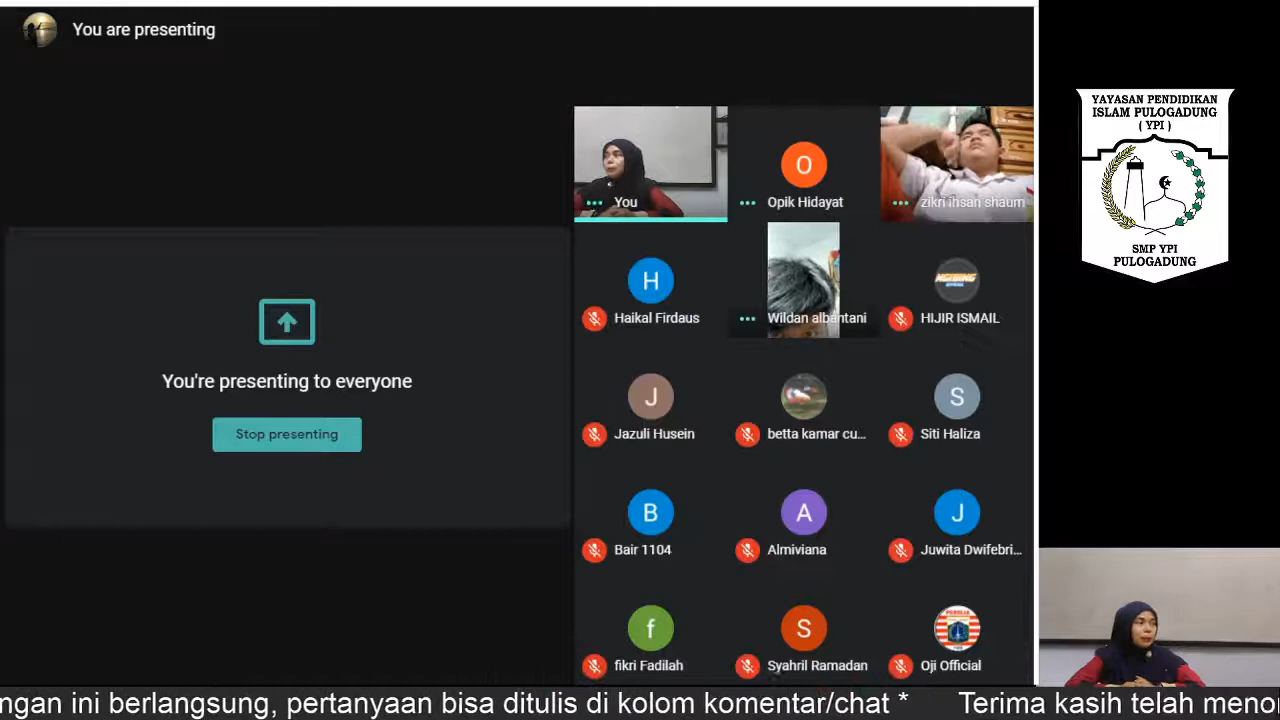 You are presenting
You're presenting to everyone
Stop presenting
You
O
Opik Hidayat
zikri ihsan shaum
H
Haikal Firdaus
Wildan albantani
HIJIR ISMAIL
J
Jazuli Husein
betta kamar cu...
S
Siti Haliza
B
Bair 1104
A
Almiviana
J
Juwita Dwifebri...
f
fikri Fadilah
S
Syahril Ramadan
PERSIJA
Oji Official
YAYASAN PENDIDIKAN
ISLAM PULOGADUNG
( YPI )
SMP YPI
PULOGADUNG
ngan ini berlangsung, pertanyaan bisa ditulis di kolom komentar/chat * Terima kasih telah meno